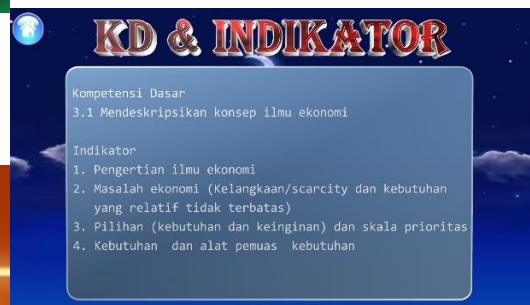 KD & INDIKATOR
Kompetensi Dasar
3.1 Mendeskripsikan konsep ilmu ekonomi
Indikator
1. Pengertian ilmu ekonomi
2. Masalah ekonomi (Kelangkaan/scarcity dan kebutuhan
yang relatif tidak terbatas)
3. Pilihan (kebutuhan dan keinginan) dan skala prioritas
4. Kebutuhan dan alat pemuas kebutuhan